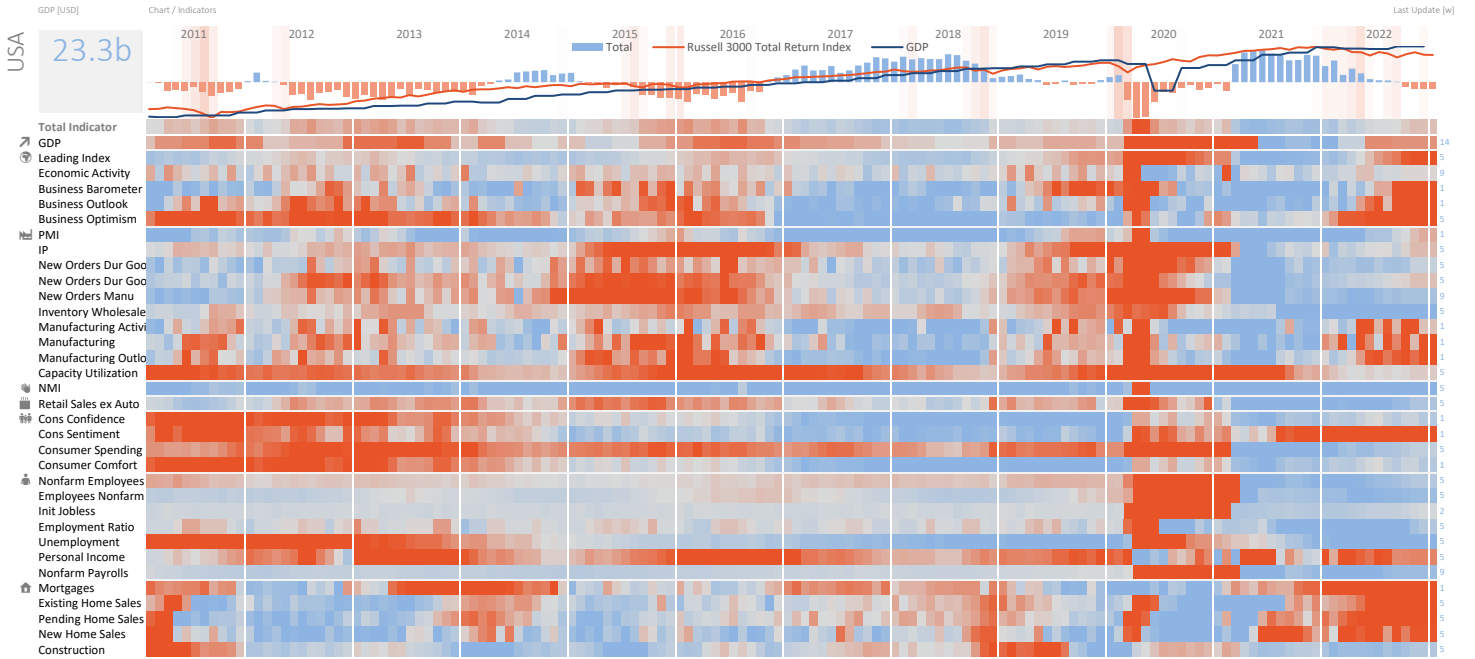 GDP [USD]
Chart / Indicators
Last Update [w]
USA
23.3b
2011 2012 2013 2014 2015 2016 2017 2018 2019 2020 2021 2022
Total Russell 3000 Total Return Index GDP
Total Indicator
GDP 14
Leading Index 5
Economic Activity 9
Business Barometer 1
Business Outlook 1
Business Optimism 5
PMI 1
IP 5
New Orders Dur Goo 5
New Orders Dur Goo 5
New Orders Manu 9
Inventory Wholesale 5
Manufacturing Activi 1
Manufacturing 1
Manufacturing Outlo 1
Capacity Utilization 5
NMI 5
Retail Sales ex Auto 5
Cons Confidence 1
Cons Sentiment 1
Consumer Spending 5
Consumer Comfort 1
Nonfarm Employees 5
Employees Nonfarm 5
Init Jobless 2
Employment Ratio 5
Unemployment 5
Personal Income 5
Nonfarm Payrolls 9
Mortgages 1
Existing Home Sales 5
Pending Home Sales 5
New Home Sales 5
Construction 5